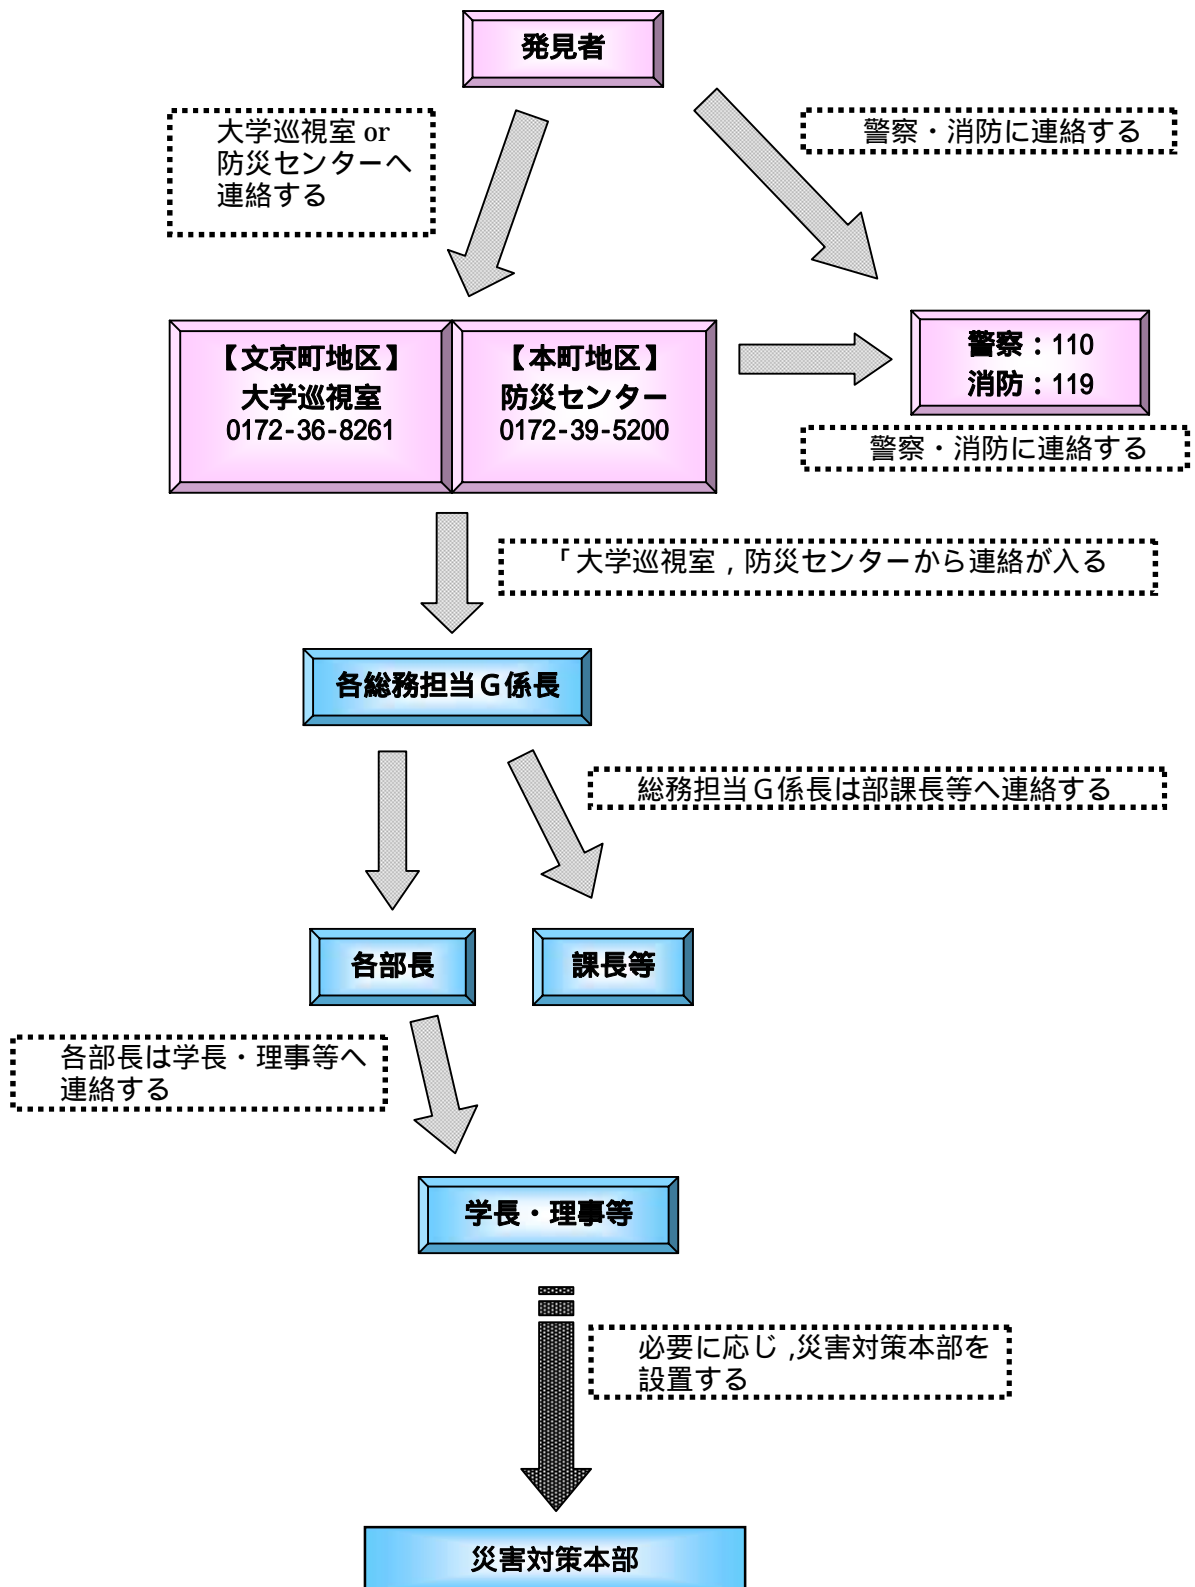 発見者
大学巡視室 or
防災センターへ
連絡する
警察・消防に連絡する
【文京町地区】
大学巡視室
0172-36-8261
【本町地区】
防災センター
0172-39-5200
警察：110
消防：119
警察・消防に連絡する
「大学巡視室，防災センターから連絡が入る
各総務担当Ｇ係長
総務担当Ｇ係長は部課長等へ連絡する
各部長
課長等
各部長は学長・理事等へ
連絡する
学長・理事等
必要に応じ，災害対策本部を
設置する
災害対策本部